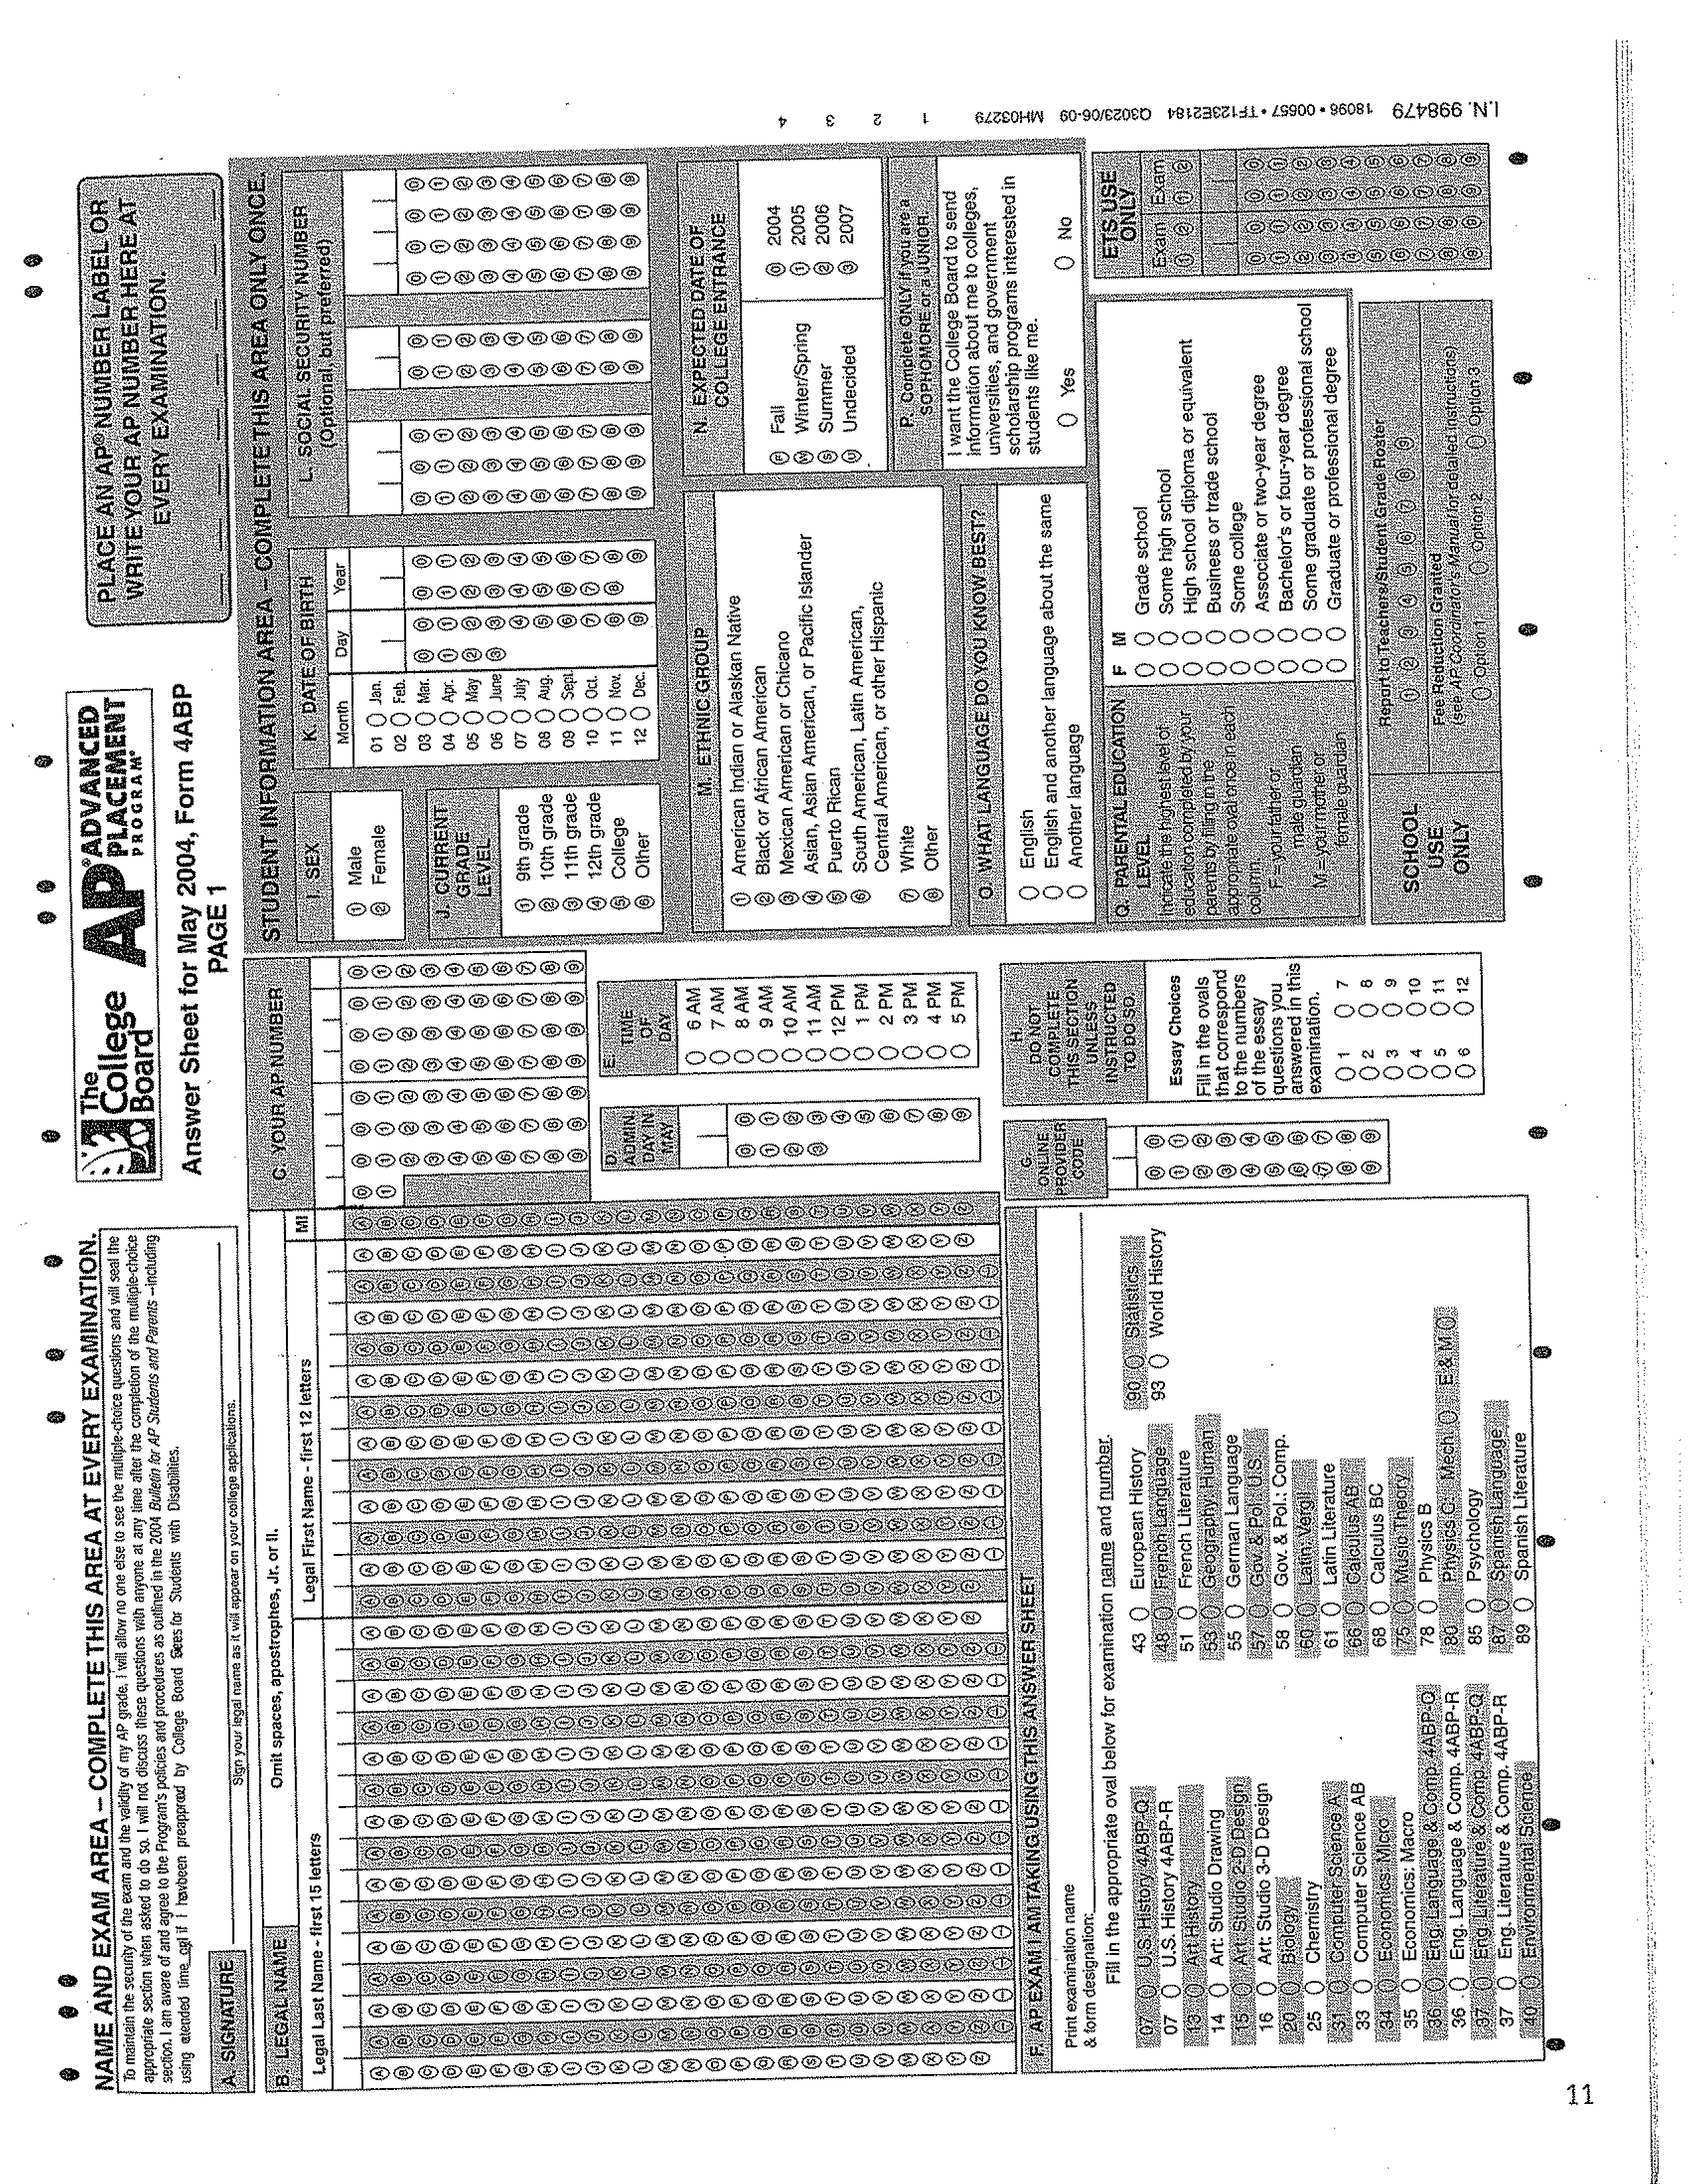 PLACE AN AP® NUMBER LABEL OR
WRITE YOUR AP NUMBER HERE AT
EVERY EXAMINATION.
The
College
Board
AP® ADVANCED
PLACEMENT
PROGRAM®
Answer Sheet for May 2004, Form 4ABP
PAGE 1
NAME AND EXAM AREA – COMPLETE THIS AREA AT EVERY EXAMINATION.
To maintain the security of the exam and the validity of my AP grade, I will allow no one else to see the multiple-choice questions and will seal the
appropriate section when asked to do so. I will not discuss these questions with anyone at any time after the completion of the multiple-choice
section. I am aware of and agree to the Program's policies and procedures as outlined in the 2004 Bulletin for AP Students and Parents – including
using time if I by College Board for Students with Disabilities.
A. SIGNATURE
Sign your legal name as it will appear on your college applications.
B. LEGAL NAME
Omit spaces, apostrophes, Jr. or II.
Legal Last Name - first 15 letters
Legal First Name - first 12 letters
MI
C. YOUR AP NUMBER
D.
ADMIN.
DAY IN
MAY
E.
TIME
OF
DAY
6 AM
7 AM
8 AM
9 AM
10 AM
11 AM
12 PM
1 PM
2 PM
3 PM
4 PM
5 PM
F. AP EXAM I AM TAKING USING THIS ANSWER SHEET
Print examination name
& form designation:
Fill in the appropriate oval below for examination name and number.
07 U.S. History 4ABP-Q
07 U.S. History 4ABP-R
13 Art History
14 Art: Studio Drawing
15 Art: Studio 2-D Design
16 Art: Studio 3-D Design
20 Biology
25 Chemistry
31 Computer Science A
33 Computer Science AB
34 Economics: Micro
35 Economics: Macro
36 Eng. Language & Comp. 4ABP-Q
36 Eng. Language & Comp. 4ABP-R
37 Eng. Literature & Comp. 4ABP-Q
37 Eng. Literature & Comp. 4ABP-R
40 Environmental Science
43 European History
48 French Language
51 French Literature
53 Geography: Human
55 German Language
57 Gov. & Pol.: U.S.
58 Gov. & Pol.: Comp.
60 Latin: Vergil
61 Latin Literature
66 Calculus AB
68 Calculus BC
75 Music Theory
78 Physics B
80 Physics C: Mech. E & M
85 Psychology
87 Spanish Language
89 Spanish Literature
90 Statistics
93 World History
G.
ONLINE
PROVIDER
CODE
H.
DO NOT
COMPLETE
THIS SECTION
UNLESS
INSTRUCTED
TO DO SO.
Essay Choices
Fill in the ovals
that correspond
to the numbers
of the essay
questions you
answered in this
examination.
1 7
2 8
3 9
4 10
5 11
6 12
STUDENT INFORMATION AREA – COMPLETE THIS AREA ONLY ONCE.
I. SEX
1 Male
2 Female
J. CURRENT
GRADE
LEVEL
1 9th grade
2 10th grade
3 11th grade
4 12th grade
5 College
6 Other
K. DATE OF BIRTH
Month Day Year
01 Jan.
02 Feb.
03 Mar.
04 Apr.
05 May
06 June
07 July
08 Aug.
09 Sept.
10 Oct.
11 Nov.
12 Dec.
L. SOCIAL SECURITY NUMBER
(Optional, but preferred)
M. ETHNIC GROUP
1 American Indian or Alaskan Native
2 Black or African American
3 Mexican American or Chicano
4 Asian, Asian American, or Pacific Islander
5 Puerto Rican
6 South American, Latin American,
Central American, or other Hispanic
7 White
8 Other
N. EXPECTED DATE OF
COLLEGE ENTRANCE
F Fall 0 2004
W Winter/Spring 1 2005
S Summer 2 2006
U Undecided 3 2007
O. WHAT LANGUAGE DO YOU KNOW BEST?
English
English and another language about the same
Another language
P. Complete ONLY if you are a
SOPHOMORE or a JUNIOR.
I want the College Board to send
information about me to colleges,
universities, and government
scholarship programs interested in
students like me.
Yes No
Q. PARENTAL EDUCATION
LEVEL
Indicate the highest level of
education completed by your
parents by filling in the
appropriate oval once in each
column.
F = your father or
male guardian
M = your mother or
female guardian
F M
Grade school
Some high school
High school diploma or equivalent
Business or trade school
Some college
Associate or two-year degree
Bachelor's or four-year degree
Some graduate or professional school
Graduate or professional degree
ETS USE
ONLY
Exam Exam
SCHOOL
USE
ONLY
Report to Teachers/Student Grade Roster
1 2 3 4 5 6 7 8 9
Fee Reduction Granted
(see AP Coordinator's Manual for detailed instructions)
Option 1 Option 2 Option 3
1 2 3 4
I.N. 998479 18096 • 00657 • TF123E2184 Q3023/06-09 MH03279
11